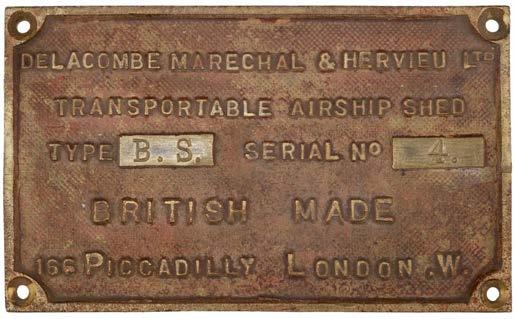 DELACOMBE MARECHAL & HERVIEU LTD
TRANSPORTABLE AIRSHIP SHED
TYPE B. S. SERIAL NO 4.
BRITISH MADE
166 PICCADILLY LONDON .W.